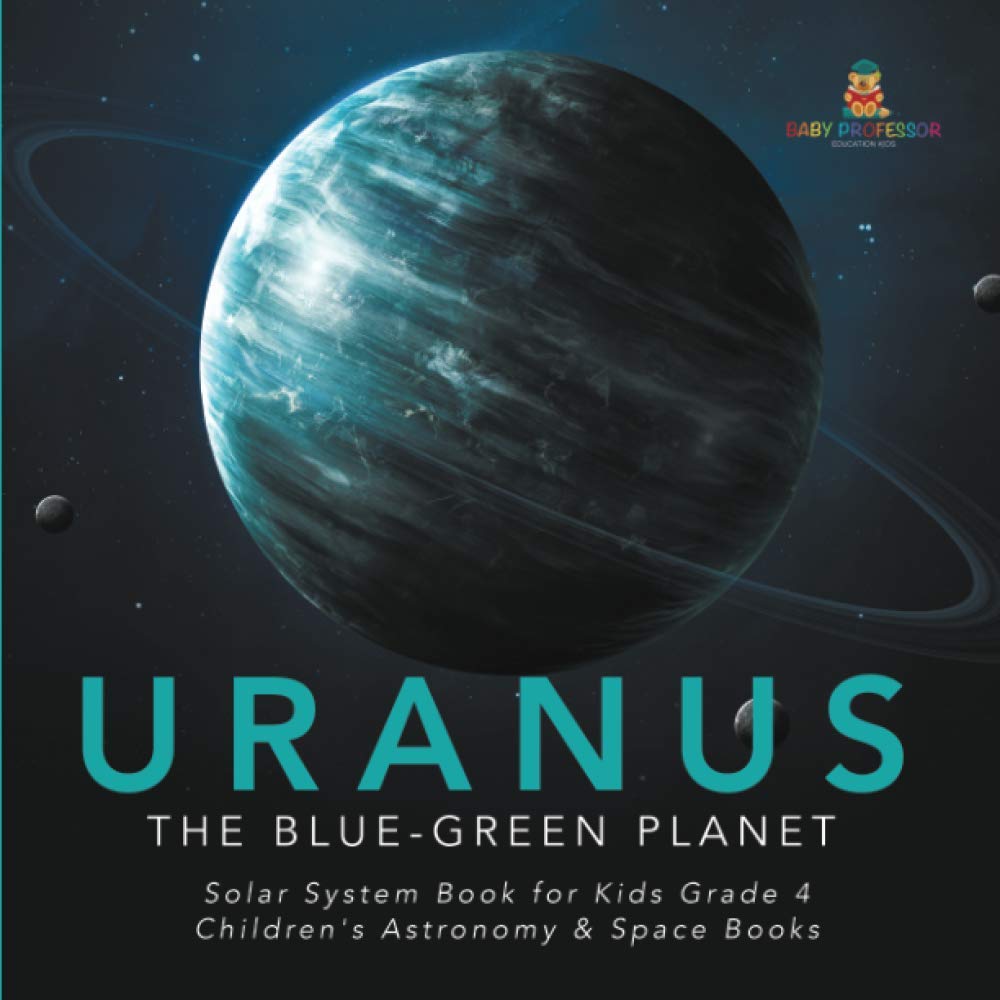 BABY PROFESSOR
EDUCATION KIDS
URANUS
THE BLUE-GREEN PLANET
Solar System Book for Kids Grade 4
Children's Astronomy & Space Books